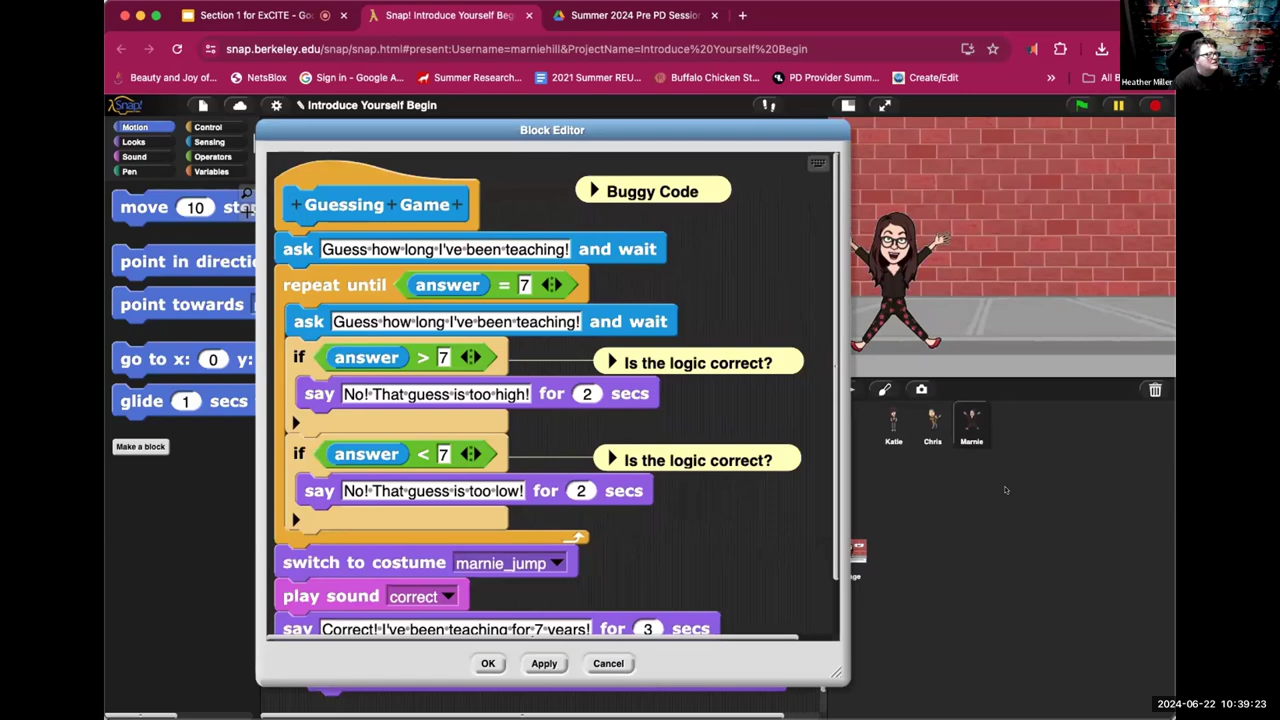 Section 1 for ExCITE - Go
Snap! Introduce Yourself Beg
Summer 2024 Pre PD Session
snap.berkeley.edu/snap/snap.html#present:Username=marniehill&ProjectName=Introduce%20Yourself%20Begin
Beauty and Joy of...
NetsBlox
Sign in - Google A...
Summer Research...
2021 Summer REU...
Buffalo Chicken St...
PD Provider Summ...
Create/Edit
»
All B
Heather Miller
Snap!
Introduce Yourself Begin
Motion
Control
Looks
Sensing
Sound
Operators
Pen
Variables
move 10 ste
point in directi
point towards
go to x: 0 y:
glide 1 secs
Make a block
Block Editor
+Guessing+Game+
Buggy Code
ask Guess how long I've been teaching! and wait
repeat until answer = 7
ask Guess how long I've been teaching! and wait
if answer > 7
Is the logic correct?
say No! That guess is too high! for 2 secs
if answer < 7
Is the logic correct?
say No! That guess is too low! for 2 secs
switch to costume marnie_jump
play sound correct
say Correct! I've been teaching for 7 years! for 3 secs
OK
Apply
Cancel
Katie
Chris
Marnie
age
2024-06-22 10:39:23